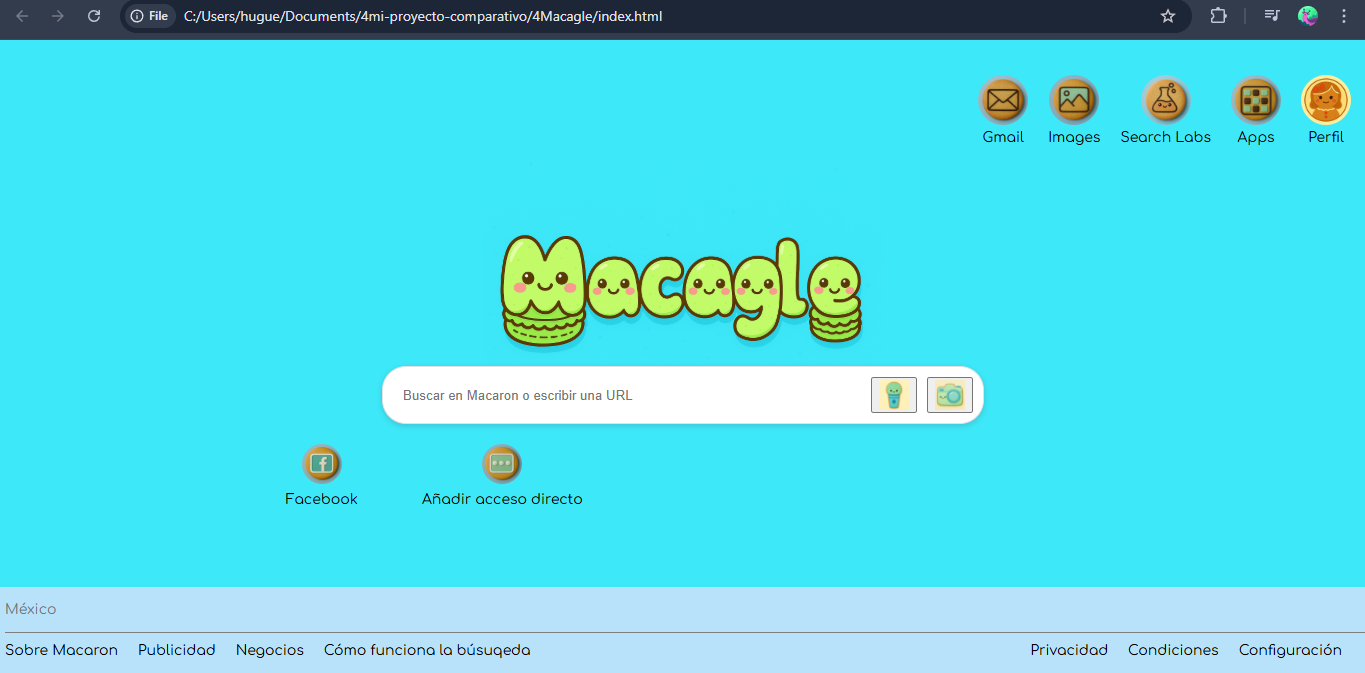 File C:/Users/hugue/Documents/4mi-proyecto-comparativo/4Macagle/index.html
Gmail Images Search Labs Apps Perfil
Macagle
Buscar en Macaron o escribir una URL
f
Facebook Añadir acceso directo
México
Sobre Macaron Publicidad Negocios Cómo funciona la búsuqeda Privacidad Condiciones Configuración